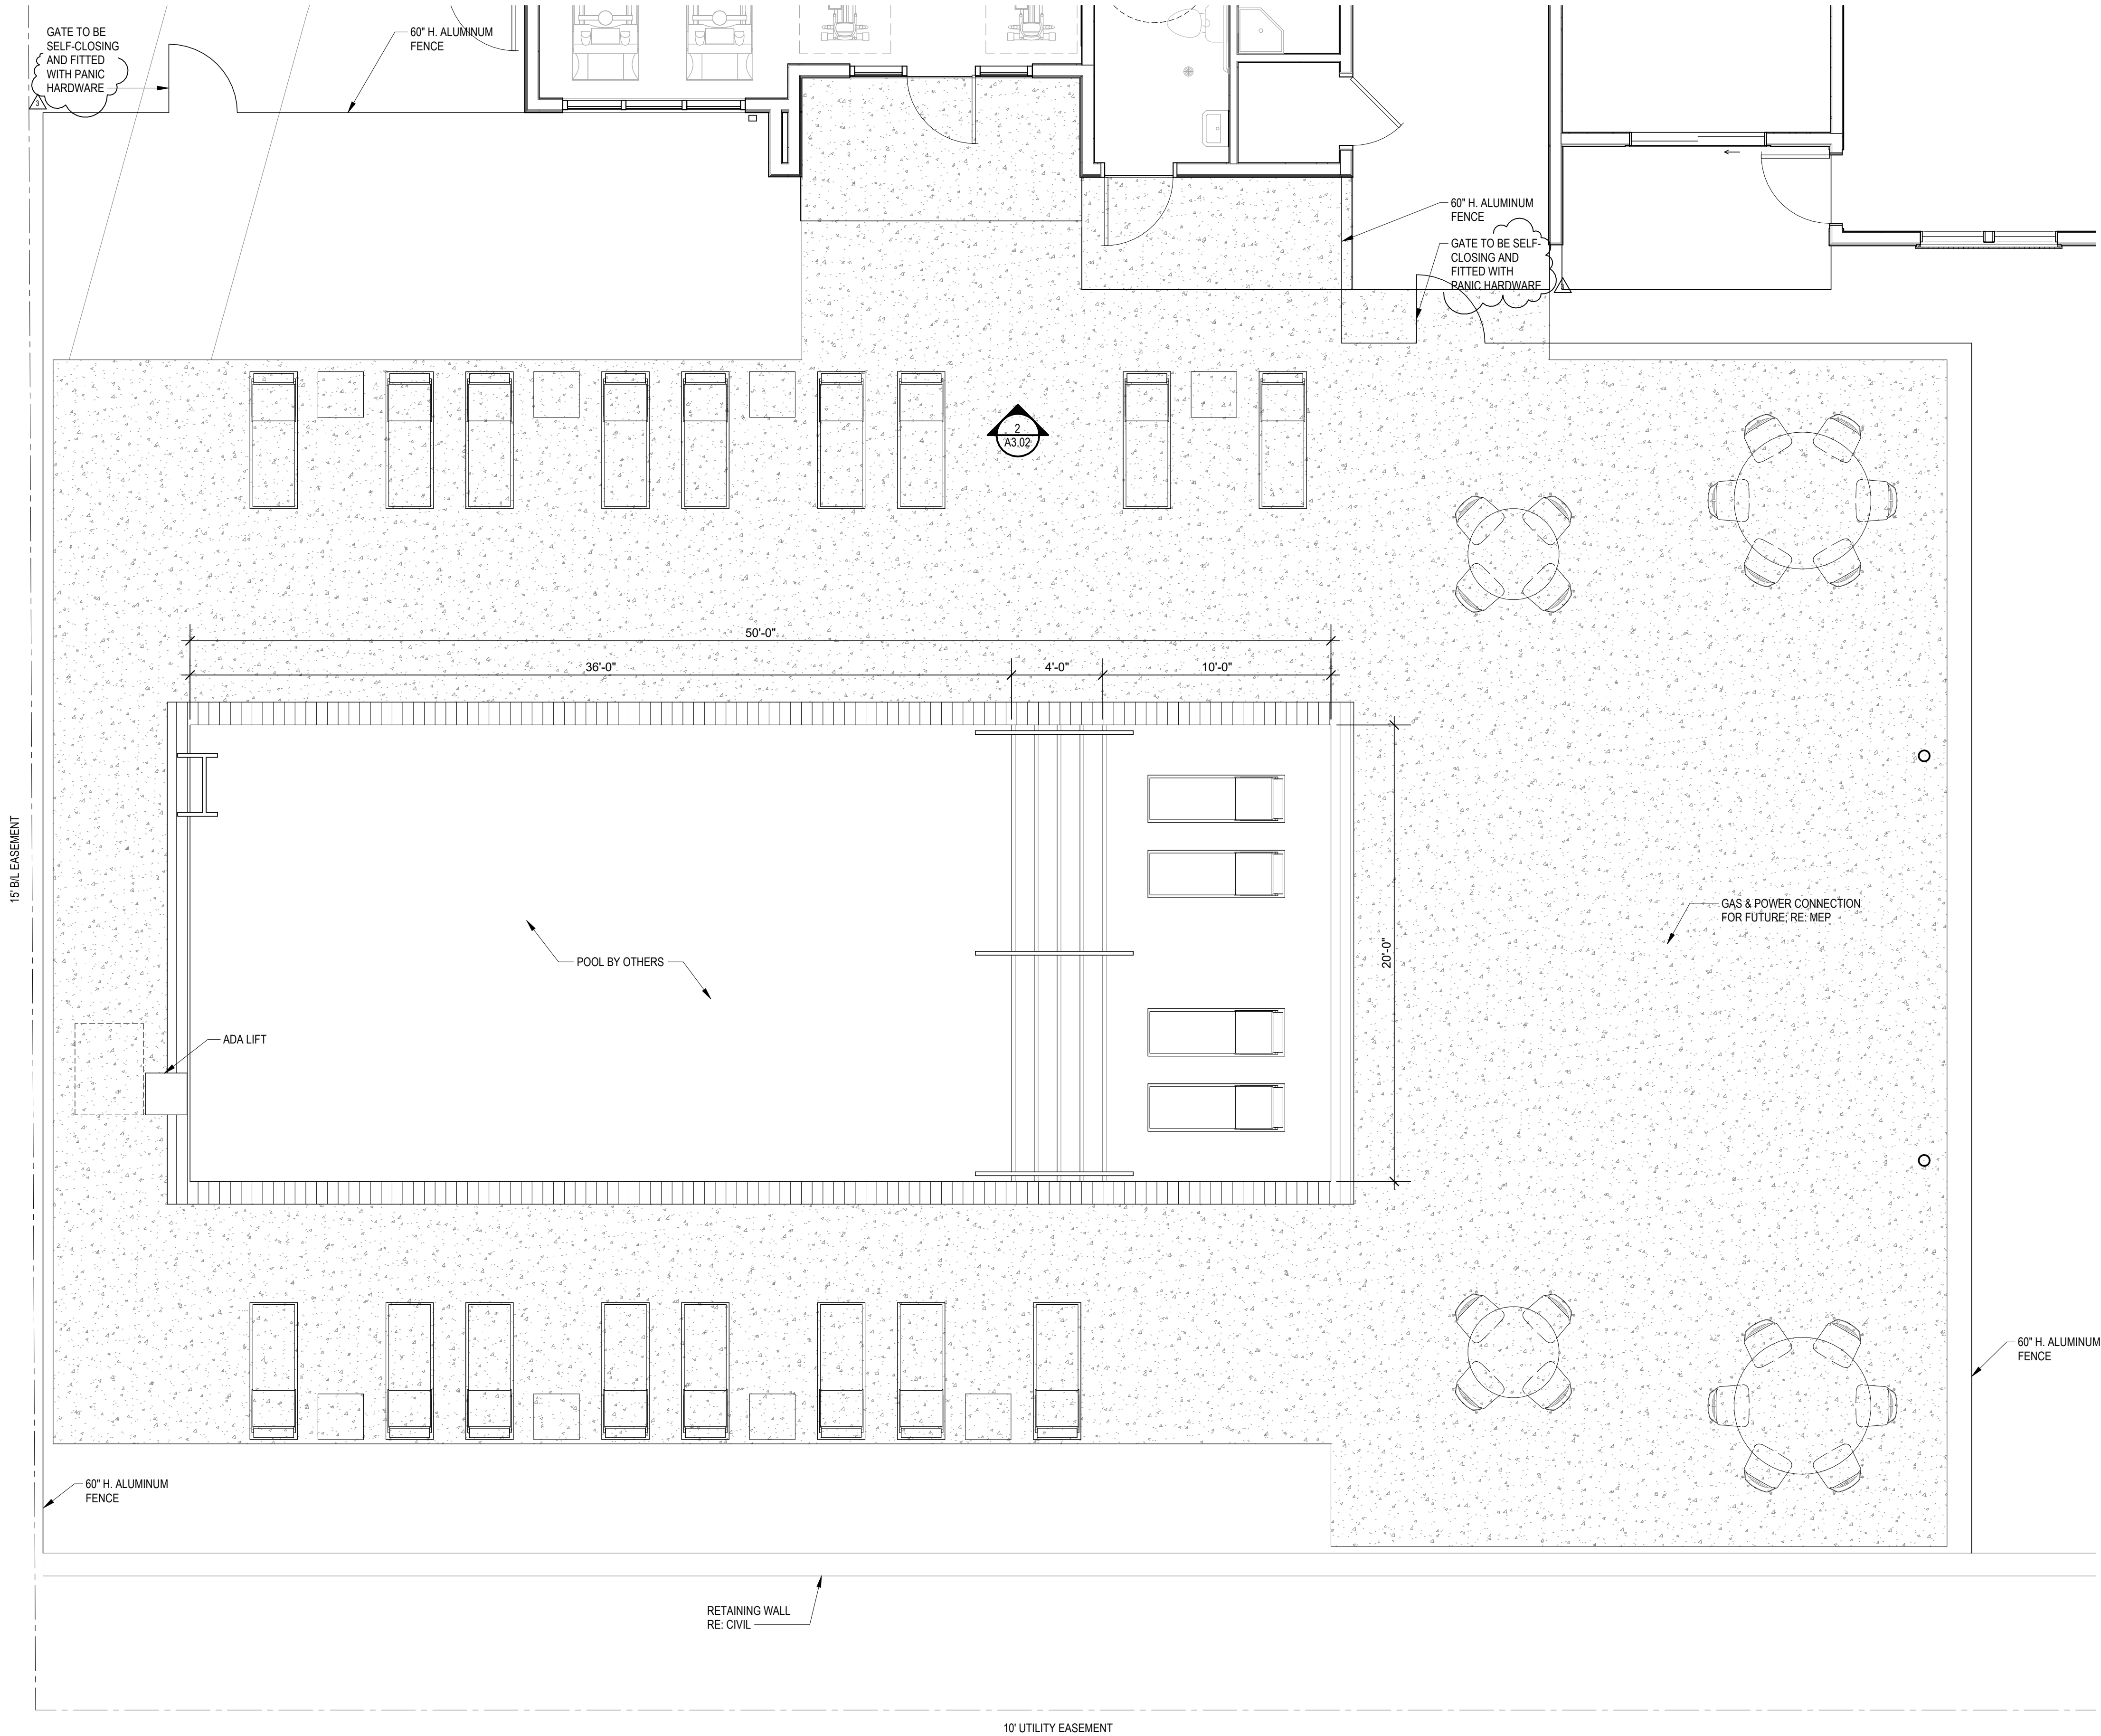 GATE TO BE
SELF-CLOSING
AND FITTED
WITH PANIC
HARDWARE
3
60" H. ALUMINUM
FENCE
60" H. ALUMINUM
FENCE
GATE TO BE SELF-
CLOSING AND
FITTED WITH
PANIC HARDWARE
2
A3.02
50'-0"
36'-0"
4'-0"
10'-0"
20'-0"
15' B/L EASEMENT
POOL BY OTHERS
GAS & POWER CONNECTION
FOR FUTURE; RE: MEP
ADA LIFT
60" H. ALUMINUM
FENCE
60" H. ALUMINUM
FENCE
RETAINING WALL
RE: CIVIL
10' UTILITY EASEMENT